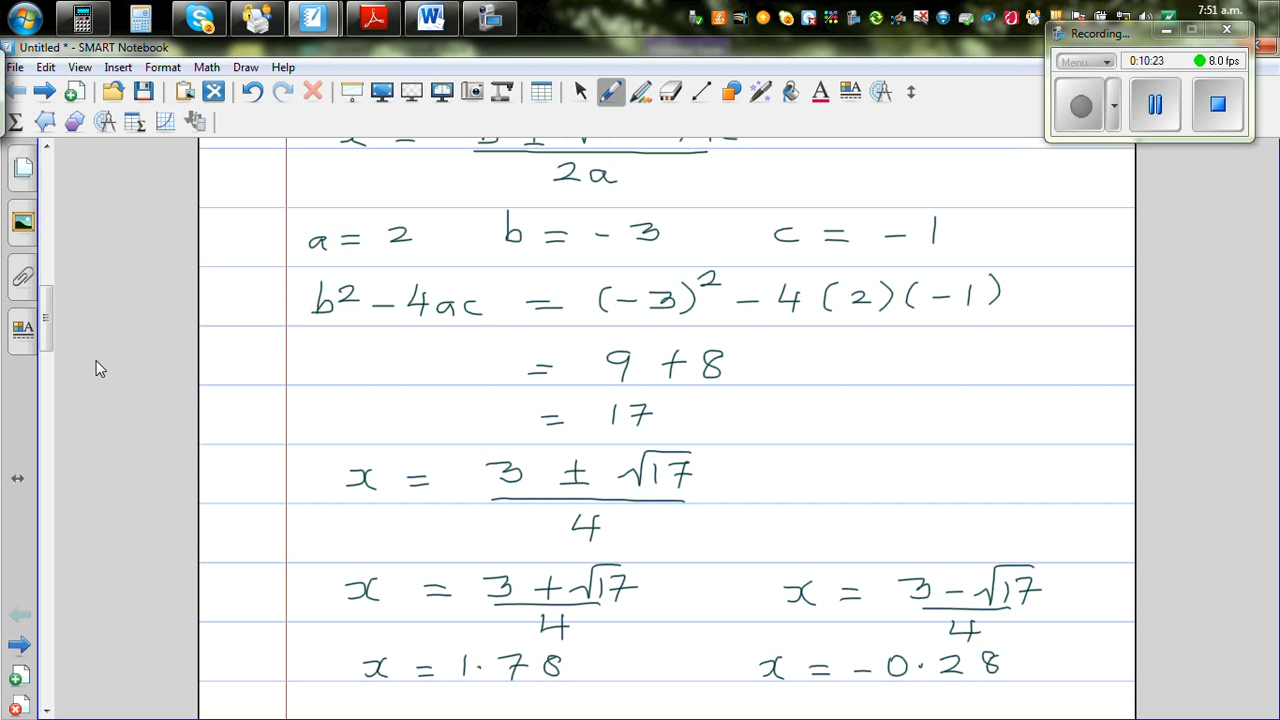 7:51 a.m.
Untitled * - SMART Notebook
Recording...
File Edit View Insert Format Math Draw Help
Menu 0:10:23 8.0 fps
2a
a = 2 b = - 3 c = - 1
b² - 4ac = (-3)² - 4(2)(-1)
= 9 + 8
= 17
x = 3 ± √17
4
x = 3 + √17 x = 3 - √17
4 4
x = 1.78 x = -0.28